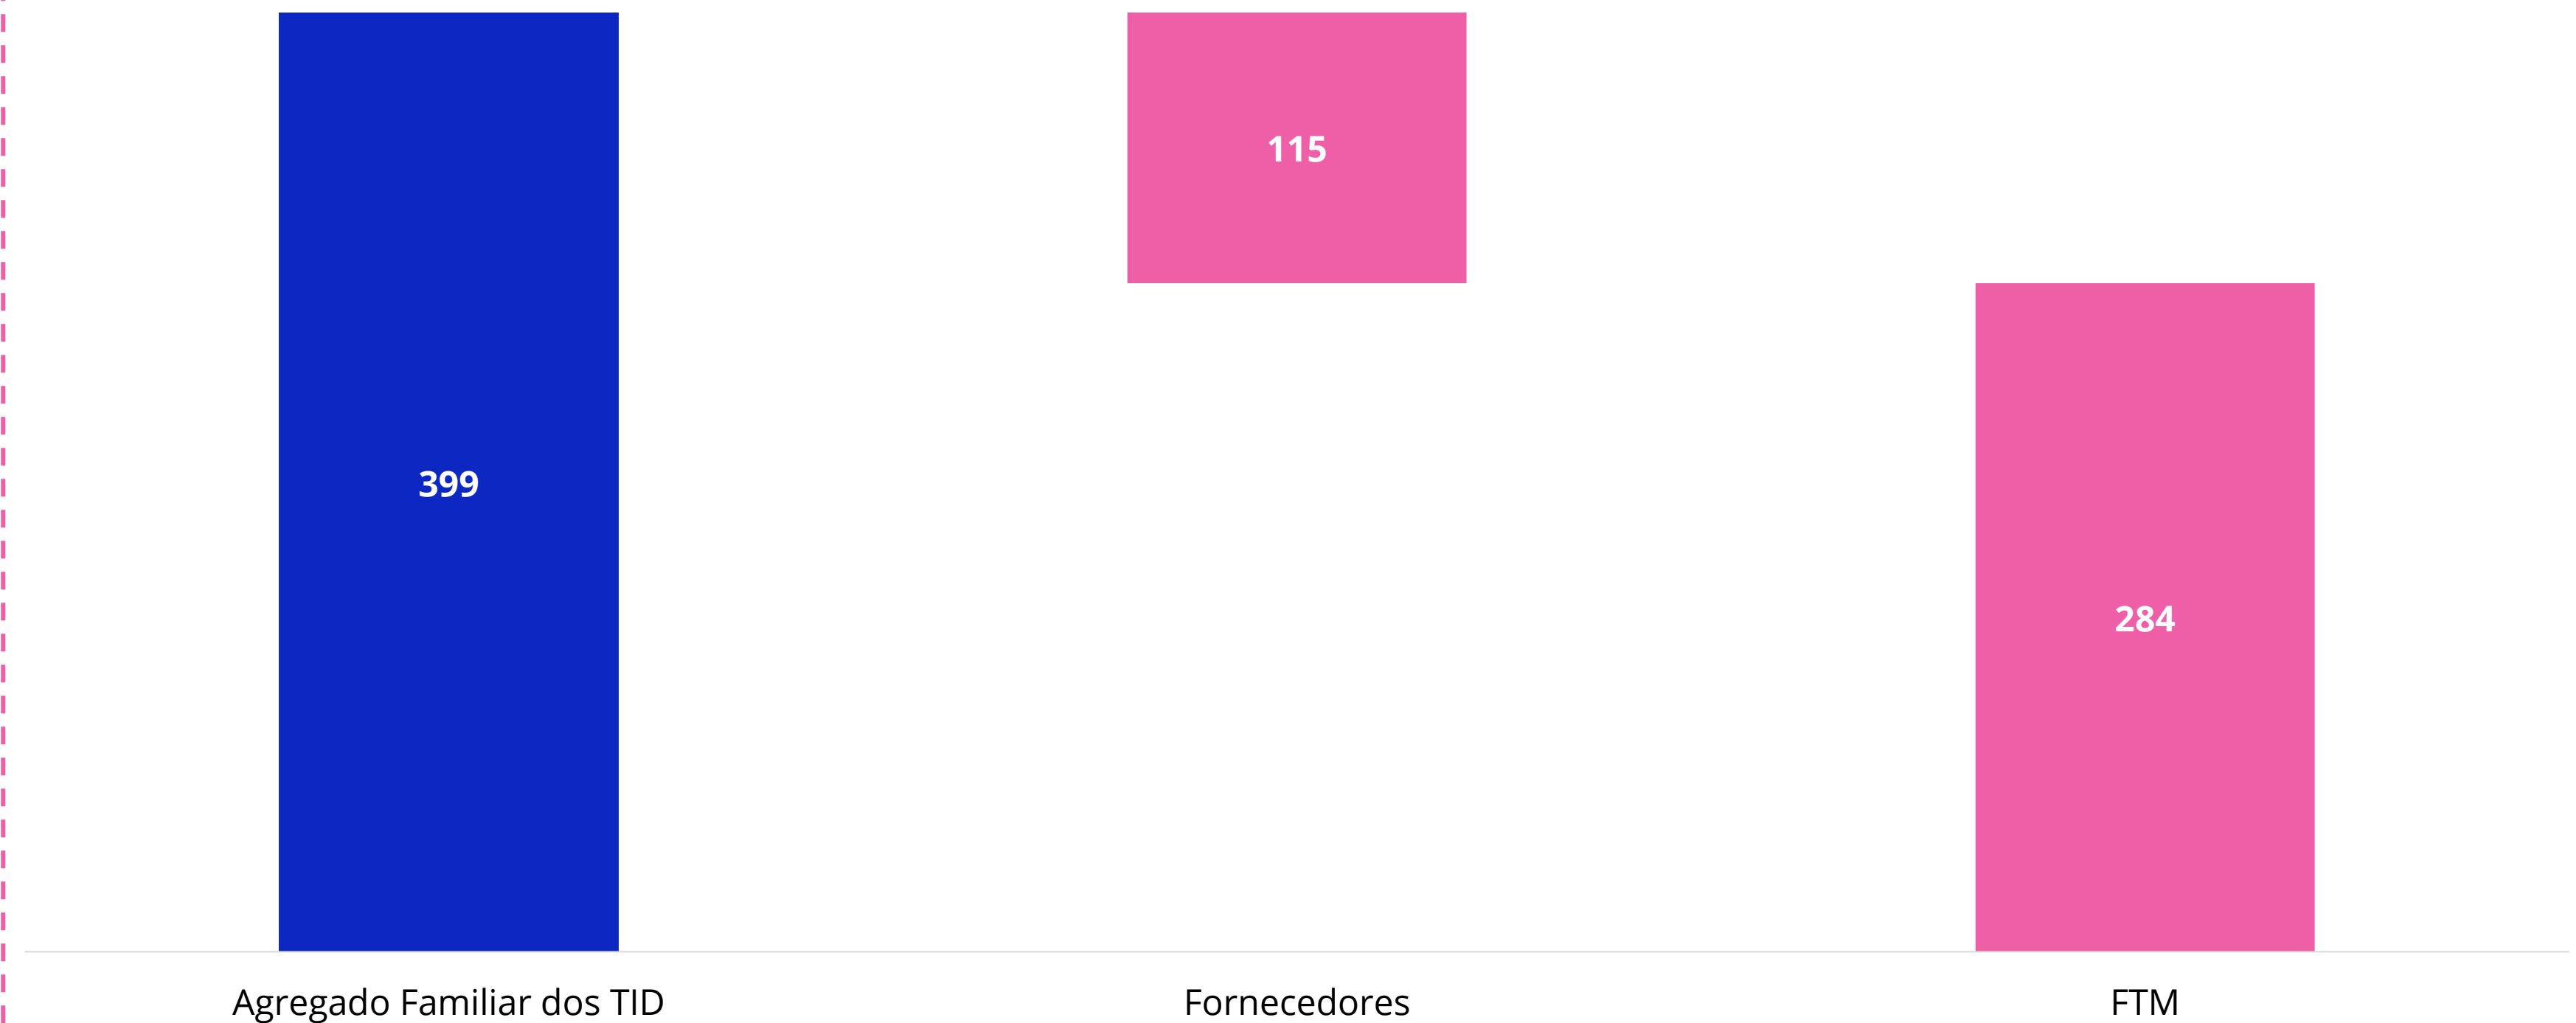 115
399
284
Agregado Familiar dos TID
Fornecedores
FTM